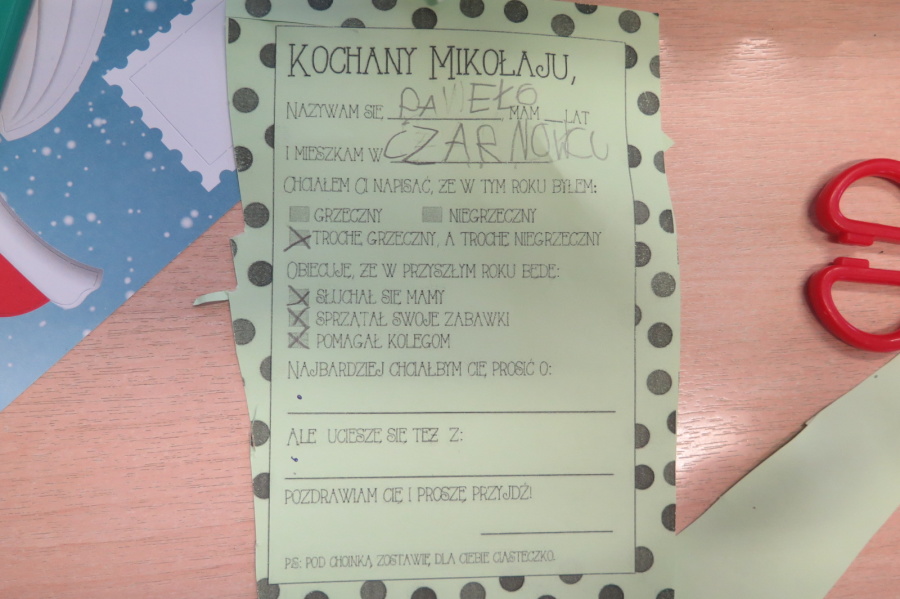 KOCHANY MIKOŁAJU,
NAZYWAM SIĘ PAWEŁO MAM __ LAT
I MIESZKAM W CZARNOWCU
CHCIAŁEM CI NAPISAĆ, ŻE W TYM ROKU BYŁEM:
GRZECZNY NIEGRZECZNY
TROCHĘ GRZECZNY, A TROCHĘ NIEGRZECZNY
OBIECUJĘ, ŻE W PRZYSZŁYM ROKU BĘDĘ:
SŁUCHAŁ SIĘ MAMY
SPRZĄTAŁ SWOJE ZABAWKI
POMAGAŁ KOLEGOM
NAJBARDZIEJ CHCIAŁBYM CIĘ PROSIĆ O:
ALE UCIESZĘ SIĘ TEŻ Z:
POZDRAWIAM CIĘ I PROSZĘ PRZYJDŹ!
PS: POD CHOINKĄ ZOSTAWIĘ DLA CIEBIE CIASTECZKO.